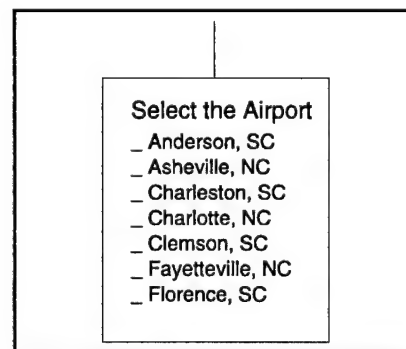 Select the Airport
_ Anderson, SC
_ Asheville, NC
_ Charleston, SC
_ Charlotte, NC
_ Clemson, SC
_ Fayetteville, NC
_ Florence, SC